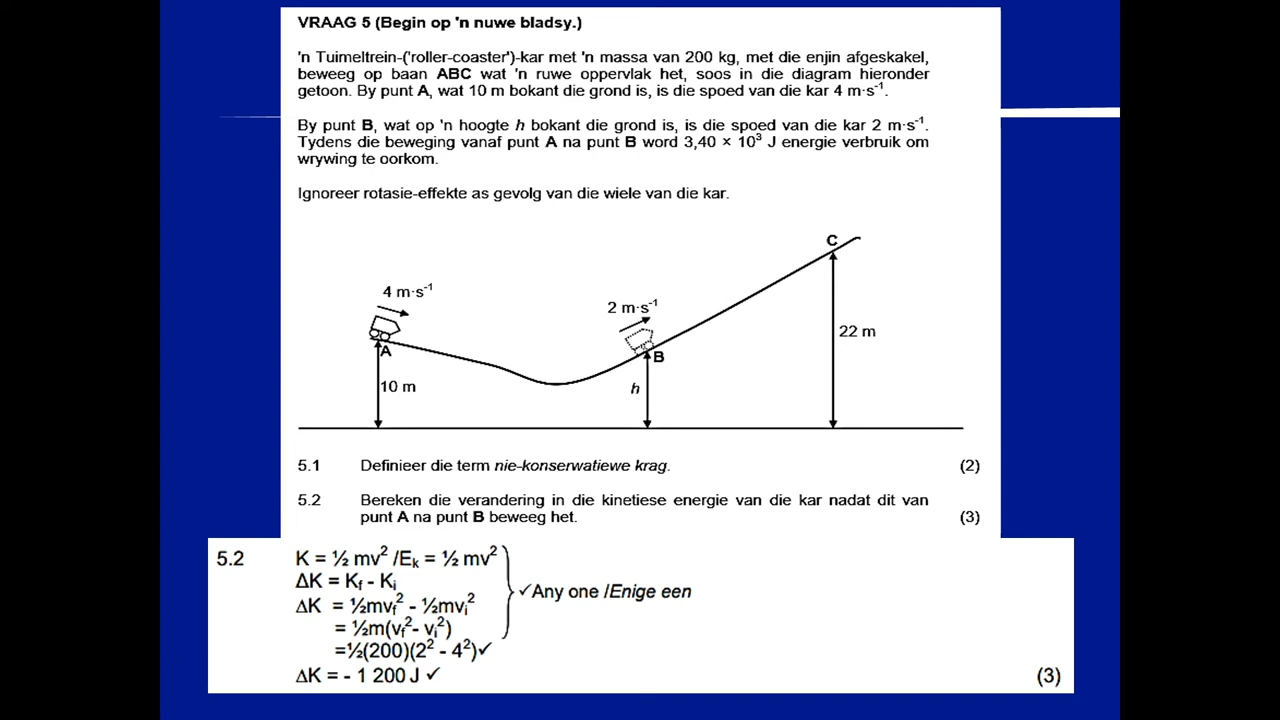 VRAAG 5 (Begin op 'n nuwe bladsy.)
'n Tuimeltrein-('roller-coaster')-kar met 'n massa van 200 kg, met die enjin afgeskakel,
beweeg op baan ABC wat 'n ruwe oppervlak het, soos in die diagram hieronder
getoon. By punt A, wat 10 m bokant die grond is, is die spoed van die kar 4 m·s⁻¹.
By punt B, wat op 'n hoogte h bokant die grond is, is die spoed van die kar 2 m·s⁻¹.
Tydens die beweging vanaf punt A na punt B word 3,40 × 10³ J energie verbruik om
wrywing te oorkom.
Ignoreer rotasie-effekte as gevolg van die wiele van die kar.
C
4 m·s⁻¹
2 m·s⁻¹
22 m
A
B
10 m
h
5.1 Definieer die term nie-konserwatiewe krag. (2)
5.2 Bereken die verandering in die kinetiese energie van die kar nadat dit van
punt A na punt B beweeg het. (3)
5.2 K = ½ mv² /Eₖ = ½ mv²
ΔK = K_f - K_i
ΔK = ½mv_f² - ½mv_i²
✓Any one /Enige een
= ½m(v_f² - v_i²)
=½(200)(2² - 4²)✓
ΔK = - 1 200 J ✓ (3)